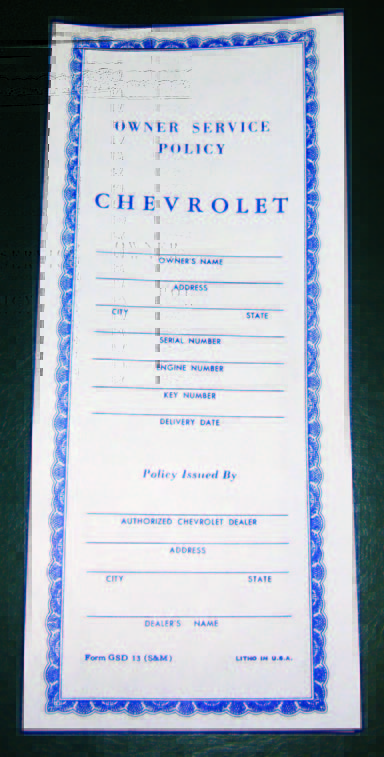 OWNER SERVICE
POLICY
CHEVROLET
OWNER'S NAME
ADDRESS
CITY STATE
SERIAL NUMBER
ENGINE NUMBER
KEY NUMBER
DELIVERY DATE
Policy Issued By
AUTHORIZED CHEVROLET DEALER
ADDRESS
CITY STATE
DEALER'S NAME
Form GSD 13 (S&M) LITHO IN U.S.A.